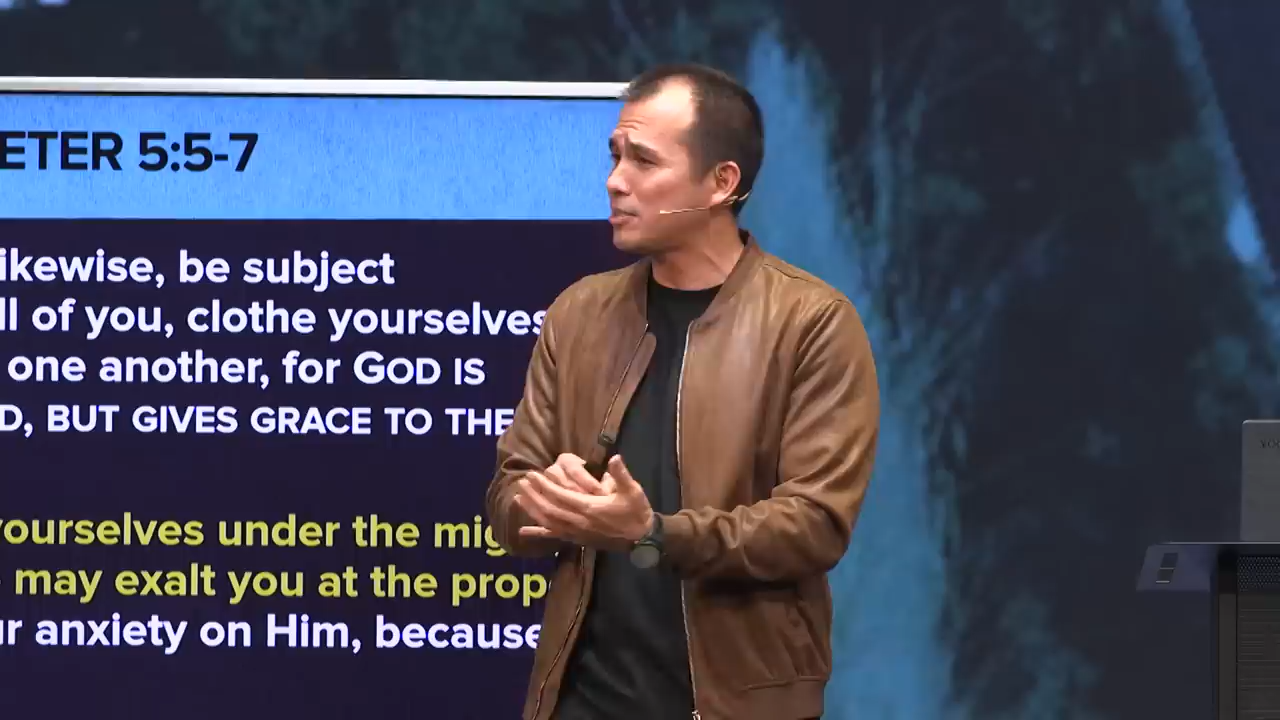 ETER 5:5-7
ikewise, be subject
ll of you, clothe yourselves
one another, for GOD IS
D, BUT GIVES GRACE TO THE
yourselves under the mig
may exalt you at the prop
ur anxiety on Him, because